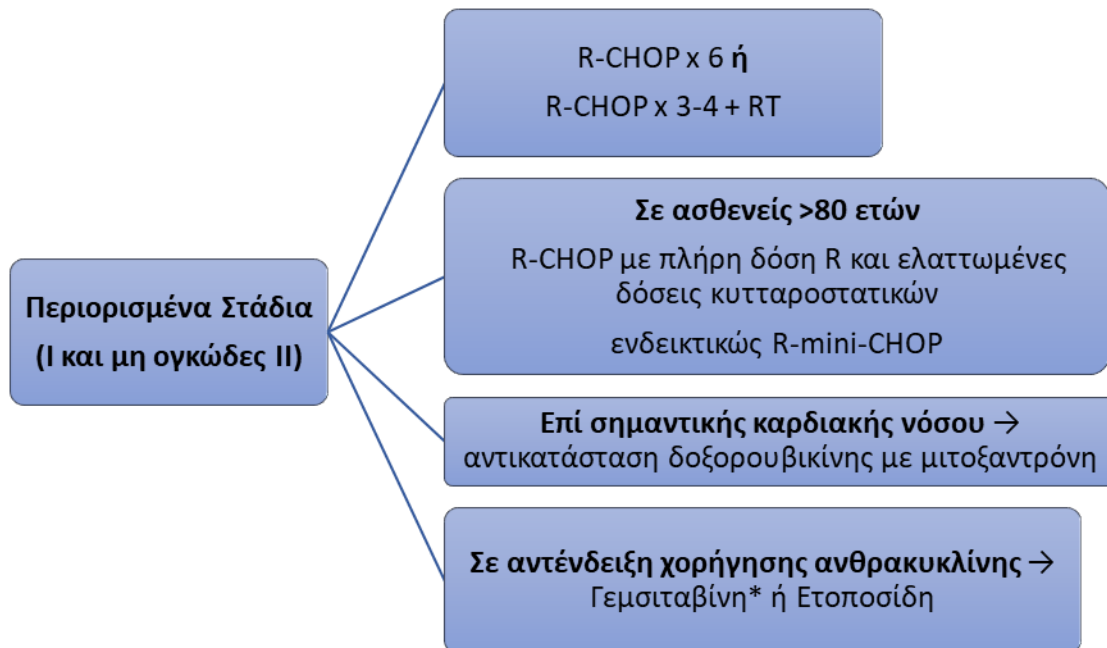 R-CHOP x 6 ή
R-CHOP x 3-4 + RT
Σε ασθενείς >80 ετών
R-CHOP με πλήρη δόση R και ελαττωμένες
δόσεις κυτταροστατικών
ενδεικτικώς R-mini-CHOP
Περιορισμένα Στάδια
(Ι και μη ογκώδες ΙΙ)
Επί σημαντικής καρδιακής νόσου →
αντικατάσταση δοξορουβικίνης με μιτοξαντρόνη
Σε αντένδειξη χορήγησης ανθρακυκλίνης →
Γεμσιταβίνη* ή Ετοποσίδη